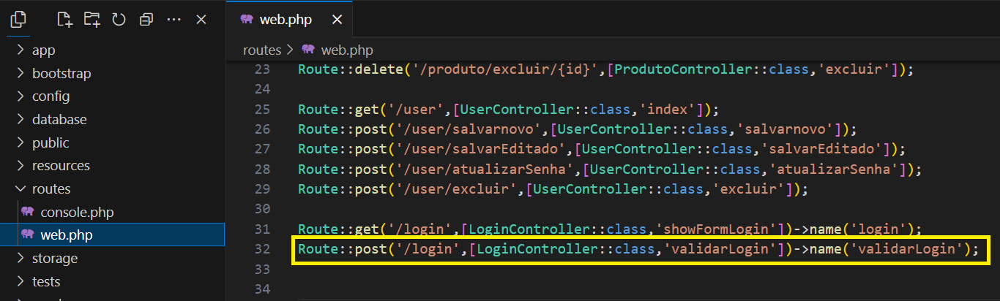 app
bootstrap
config
database
public
resources
routes
console.php
web.php
storage
tests
web.php
routes > web.php
23 Route::delete('/produto/excluir/{id}',[ProdutoController::class,'excluir']);
24
25 Route::get('/user',[UserController::class,'index']);
26 Route::post('/user/salvarnovo',[UserController::class,'salvarnovo']);
27 Route::post('/user/salvarEditado',[UserController::class,'salvarEditado']);
28 Route::post('/user/atualizarSenha',[UserController::class,'atualizarSenha']);
29 Route::post('/user/excluir',[UserController::class,'excluir']);
30
31 Route::get('/login',[LoginController::class,'showFormLogin'])->name('login');
32 Route::post('/login',[LoginController::class,'validarLogin'])->name('validarLogin');
33
34